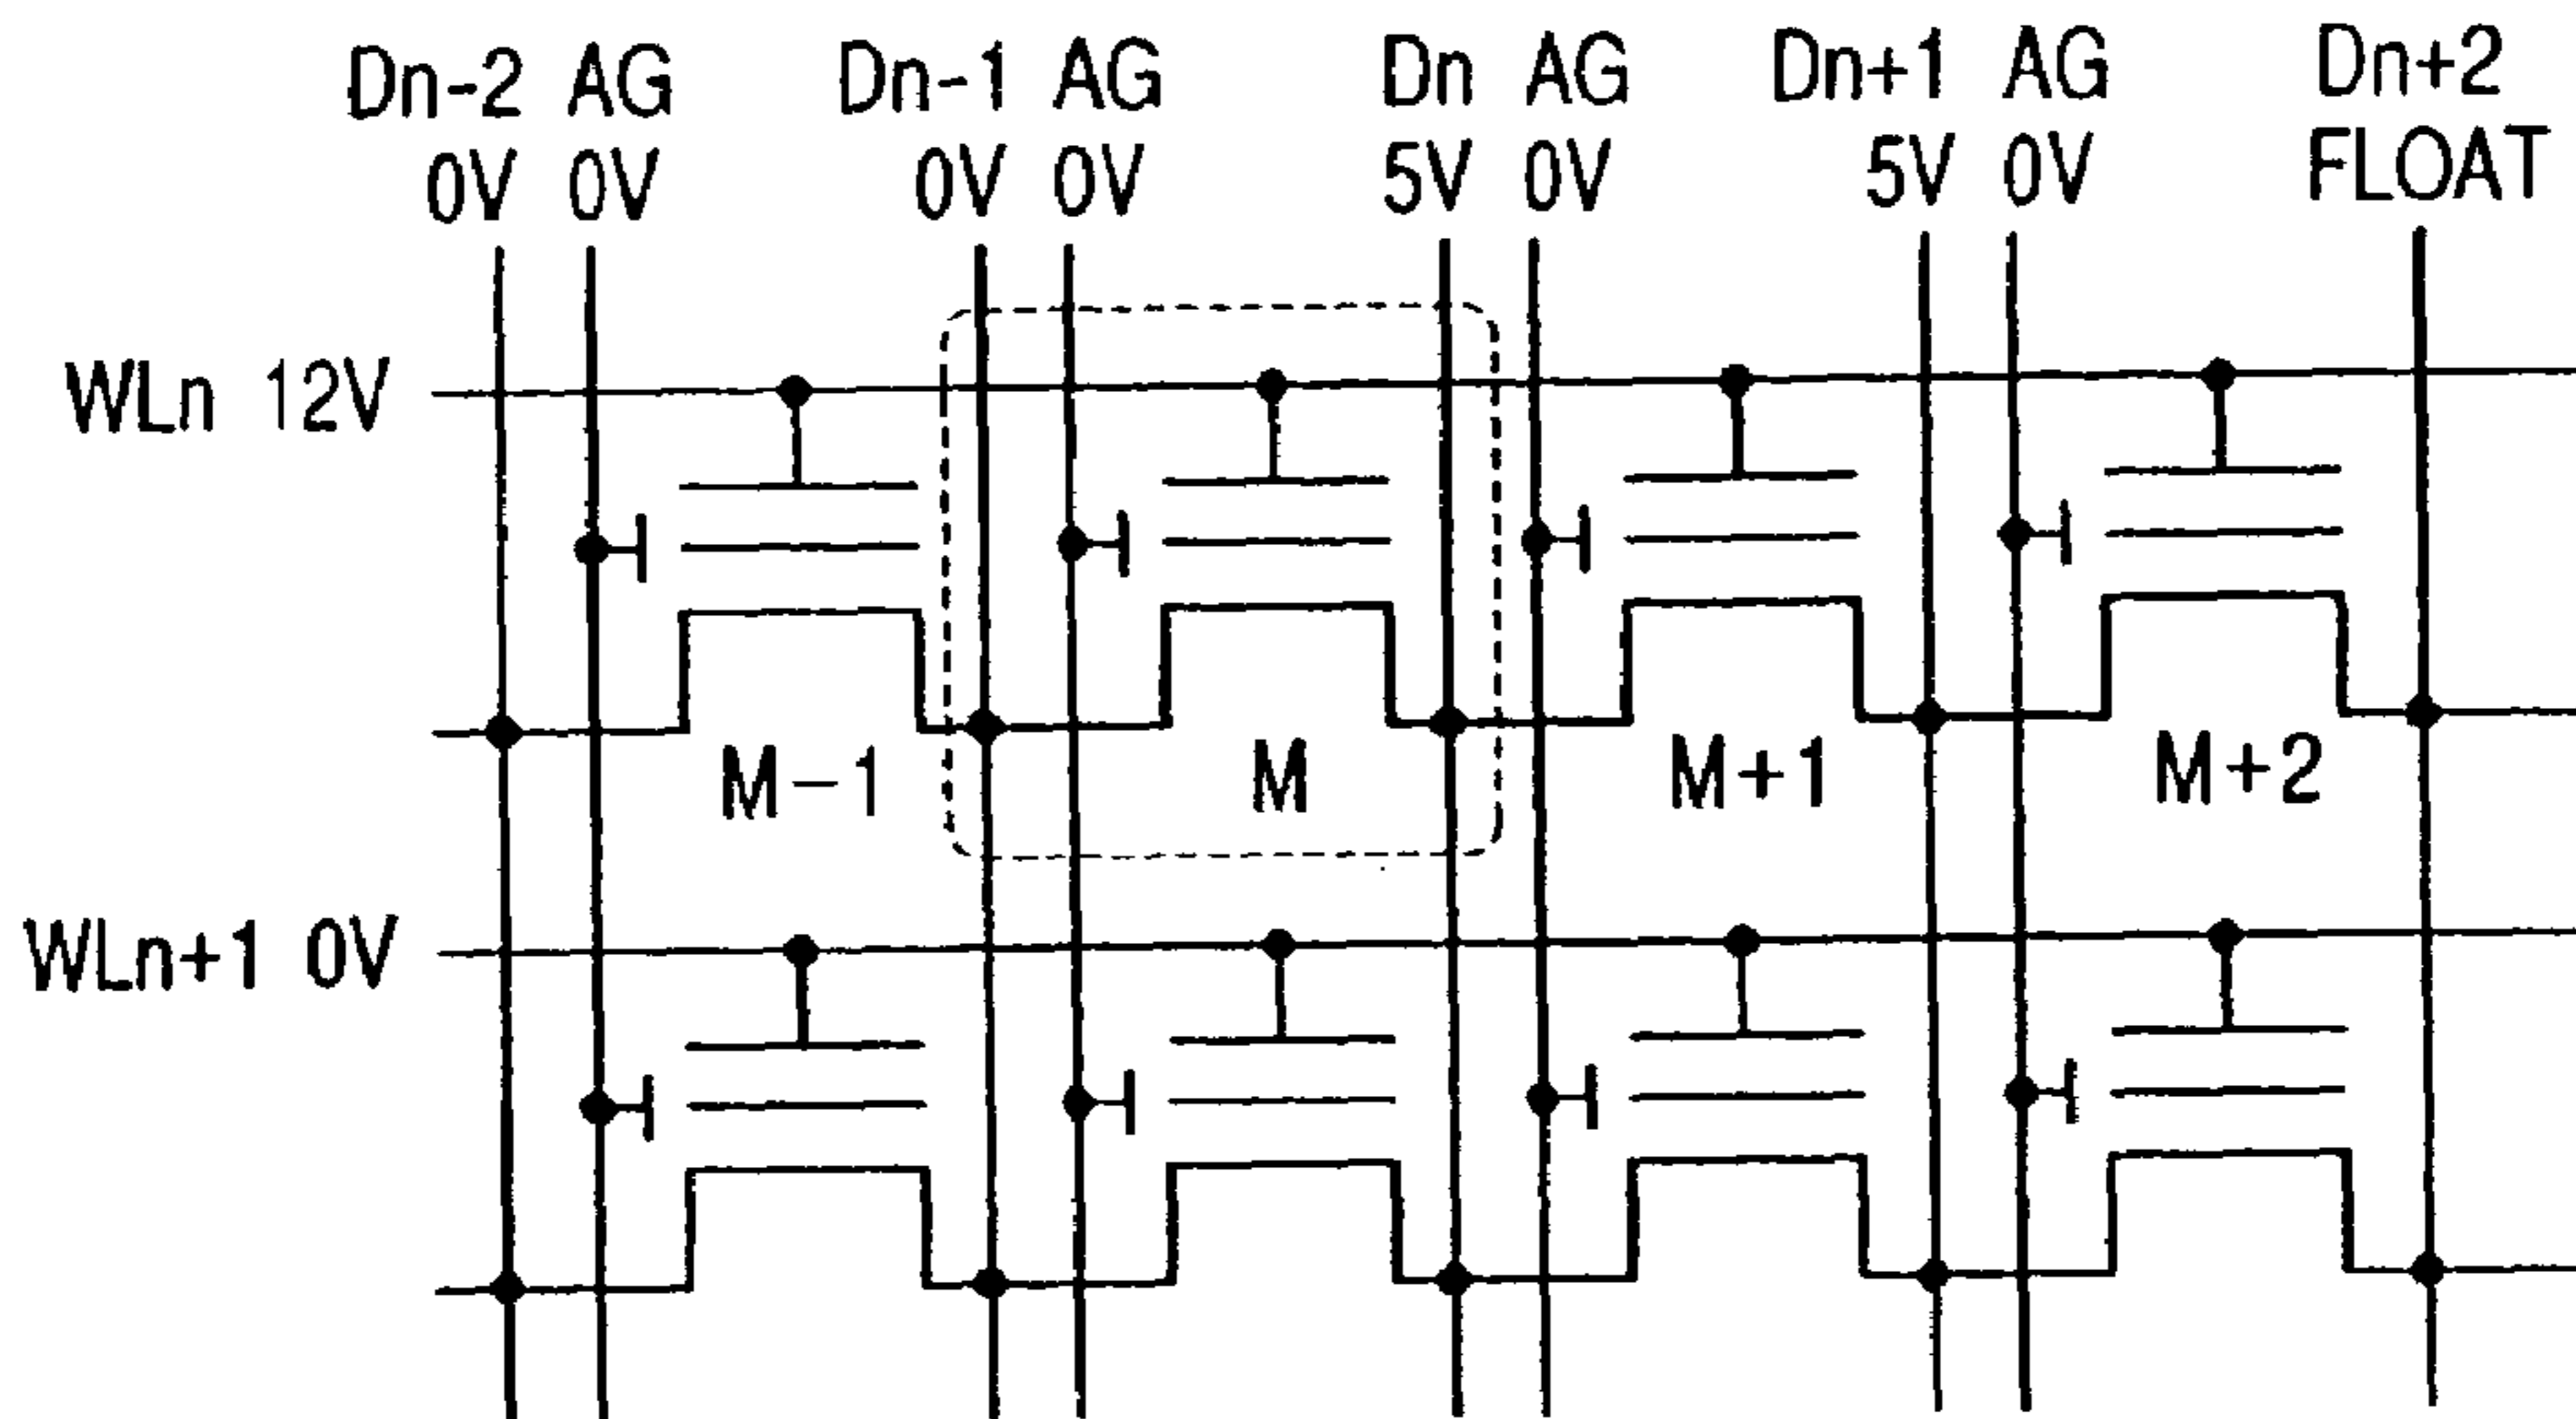 Dn-2 AG Dn-1 AG Dn AG Dn+1 AG Dn+2
0V 0V 0V 0V 5V 0V 5V 0V FLOAT
WLn 12V
M-1 M M+1 M+2
WLn+1 0V